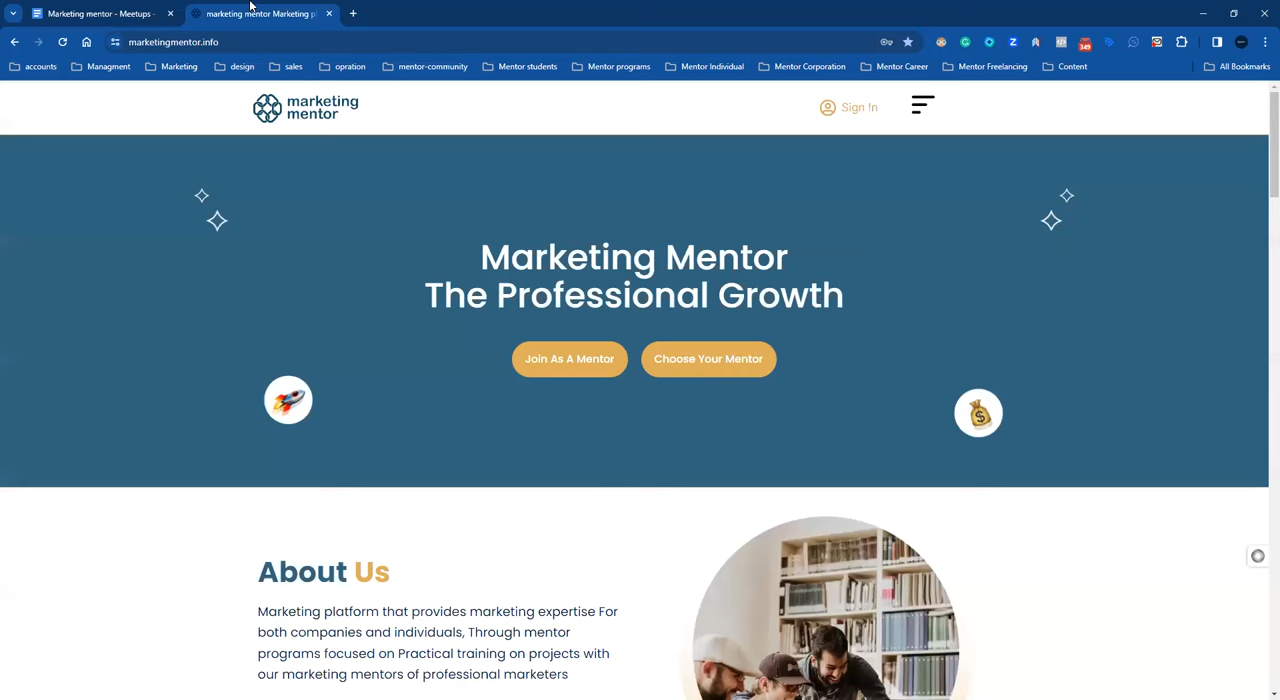 Marketing mentor - Meetups -
marketing mentor Marketing pl
marketingmentor.info
349
accounts
Managment
Marketing
design
sales
opration
mentor-community
Mentor students
Mentor programs
Mentor Individual
Mentor Corporation
Mentor Career
Mentor Freelancing
Content
All Bookmarks
marketing
mentor
Sign In
Marketing Mentor
The Professional Growth
Join As A Mentor
Choose Your Mentor
About Us
Marketing platform that provides marketing expertise For
both companies and individuals, Through mentor
programs focused on Practical training on projects with
our marketing mentors of professional marketers